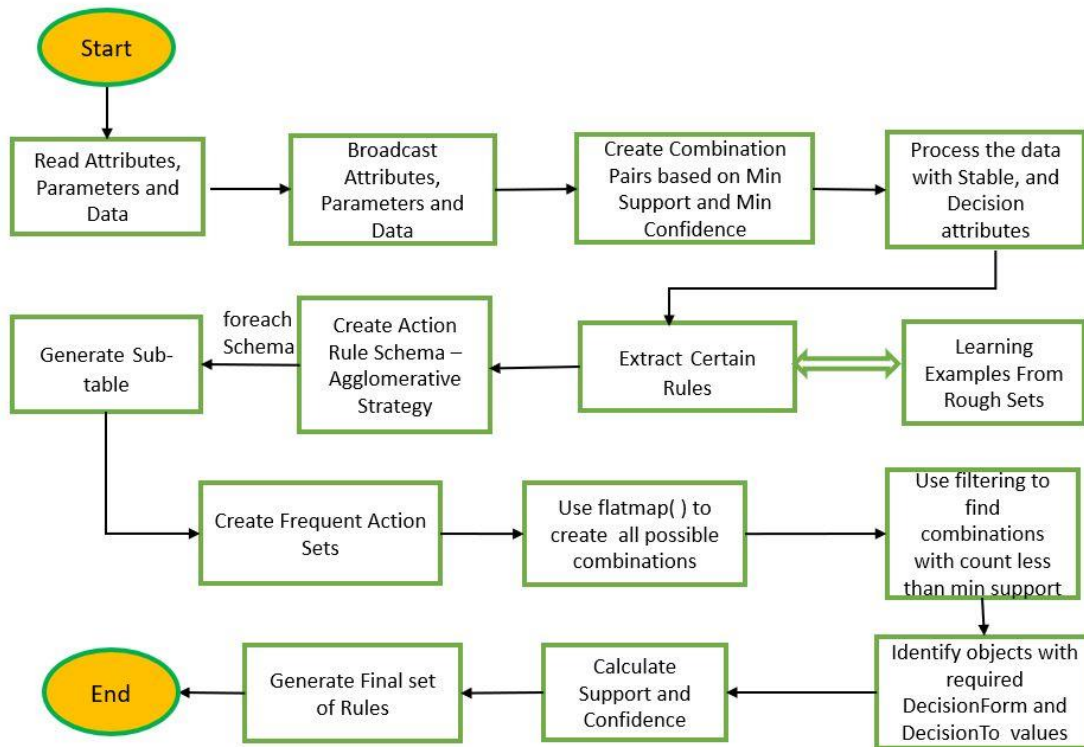 Start
Read Attributes,
Parameters and
Data
Broadcast
Attributes,
Parameters and
Data
Create Combination
Pairs based on Min
Support and Min
Confidence
Process the data
with Stable, and
Decision
attributes
Extract Certain
Rules
Learning
Examples From
Rough Sets
Create Action
Rule Schema –
Agglomerative
Strategy
foreach
Schema
Generate Sub-
table
Create Frequent Action
Sets
Use flatmap( ) to
create all possible
combinations
Use filtering to
find
combinations
with count less
than min support
Identify objects with
required
DecisionForm and
DecisionTo values
Calculate
Support and
Confidence
Generate Final set
of Rules
End